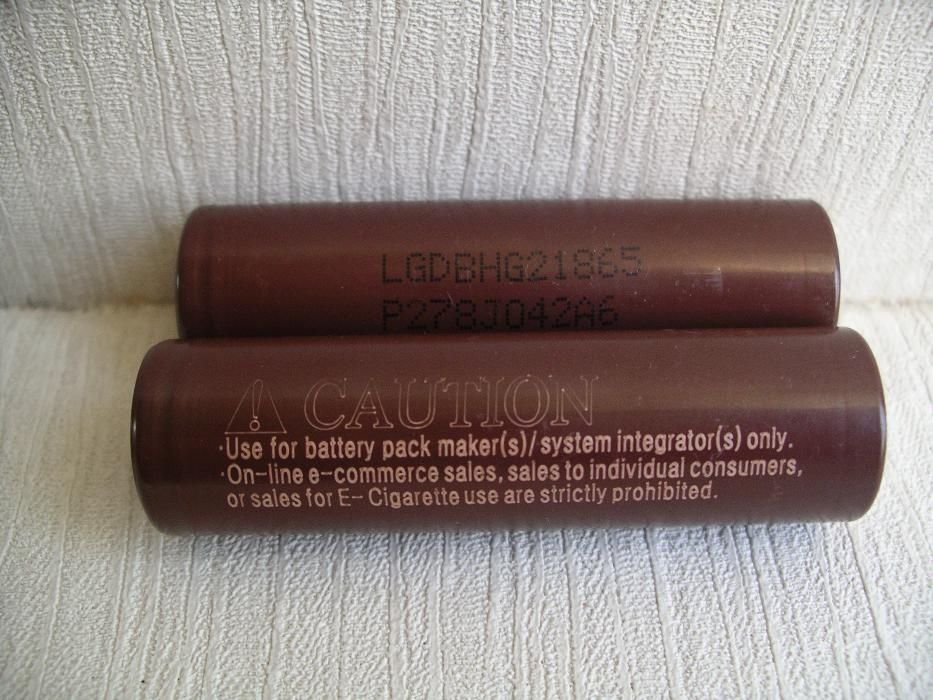 LGDBHG21865
P278J042A6
⚠ CAUTION
·Use for battery pack maker(s)/system integrator(s) only.
·On-line e-commerce sales, sales to individual consumers,
or sales for E- Cigarette use are strictly prohibited.